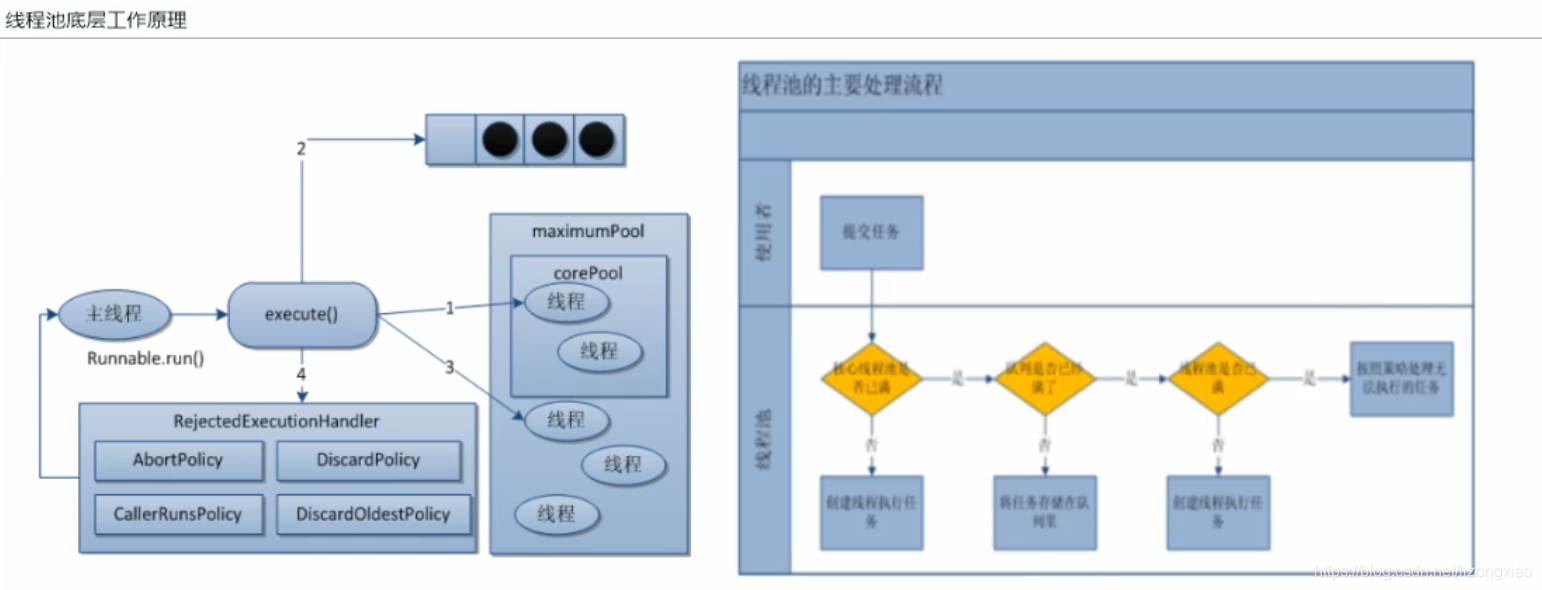 线程池底层工作原理
2
maximumPool
corePool
线程
线程
1
主线程
execute()
Runnable.run()
3
4
线程
线程
线程
RejectedExecutionHandler
AbortPolicy
DiscardPolicy
CallerRunsPolicy
DiscardOldestPolicy
线程池的主要处理流程
使用者
提交任务
线程池
核心线程池是
否已满
是
队列是否已经
满了
是
线程池是否已
满
是
按照策略处理无
法执行的任务
否
否
否
创建线程执行任
务
将任务存储在队
列里
创建线程执行任
务
https://blog.csdn.net/lizongxiao